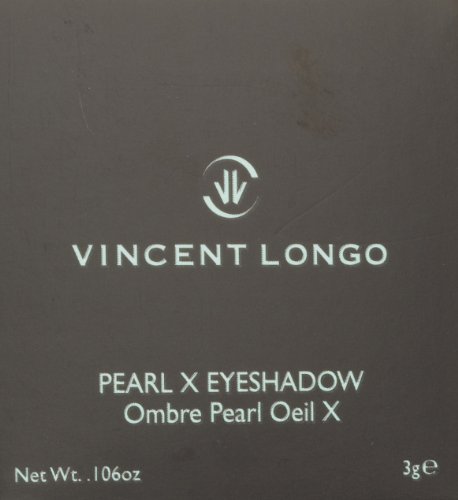 VINCENT LONGO
PEARL X EYESHADOW
Ombre Pearl Oeil X
Net Wt. .106oz 3g℮